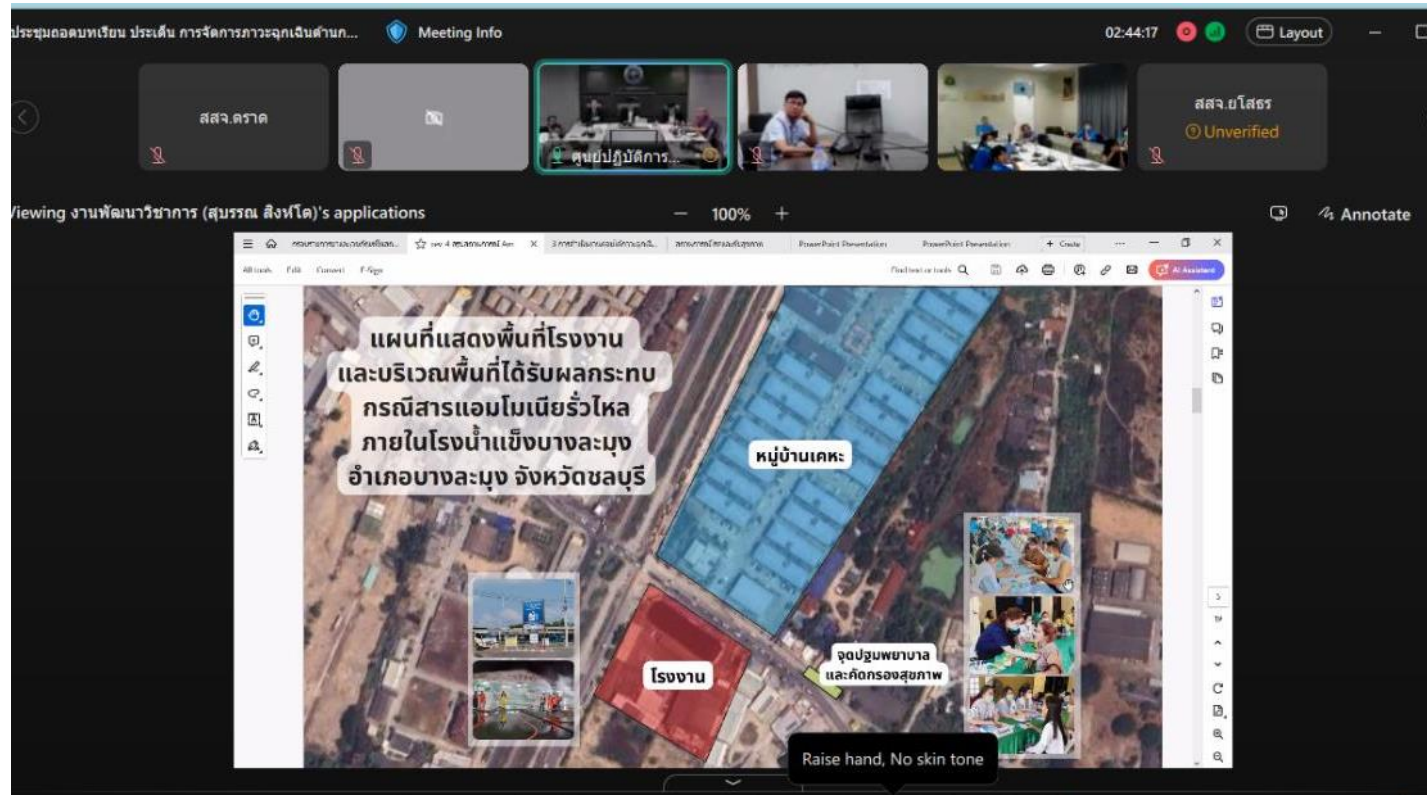 ประชุมถอดบทเรียน ประเด็น การจัดการภาวะฉุกเฉินด้านก...
Meeting Info
02:44:17
Layout
สสจ.ตราด
ศูนย์ปฏิบัติการ...
สสจ.ยโสธร
Unverified
Viewing งานพัฒนาวิชาการ (สุบรรณ สิงห์โต)'s applications
100%
Annotate
PowerPoint Presentation
PowerPoint Presentation
+ Create
All tools
Edit
Convert
E-Sign
Find text or tools
AI Assistant
แผนที่แสดงพื้นที่โรงงาน
และบริเวณพื้นที่ได้รับผลกระทบ
กรณีสารแอมโมเนียรั่วไหล
ภายในโรงน้ำแข็งบางละมุง
อำเภอบางละมุง จังหวัดชลบุรี
หมู่บ้านเคหะ
โรงงาน
จุดปฐมพยาบาล
และคัดกรองสุขภาพ
Raise hand, No skin tone